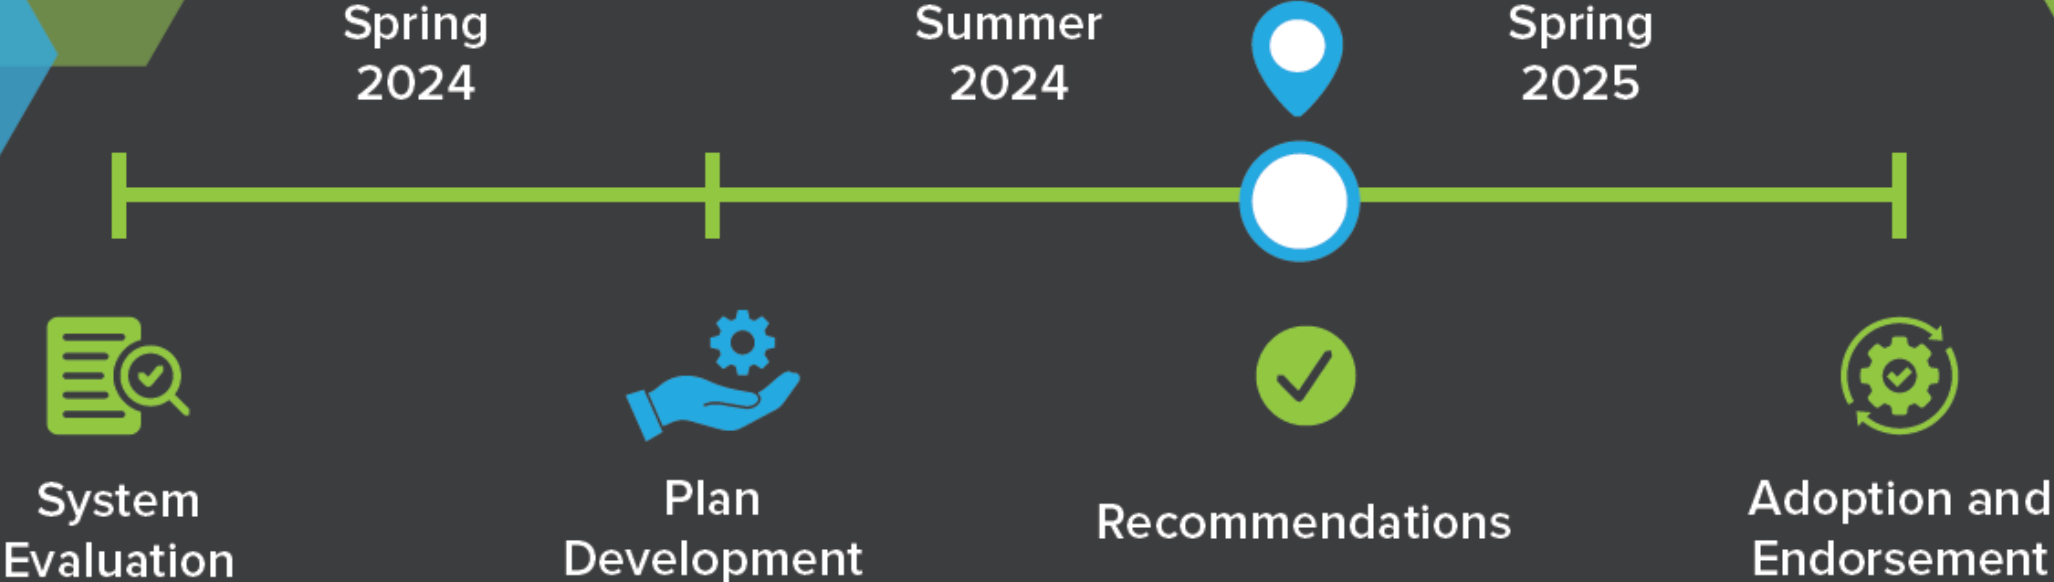 Spring
2024
Summer
2024
Spring
2025
System
Evaluation
Plan
Development
Recommendations
Adoption and
Endorsement